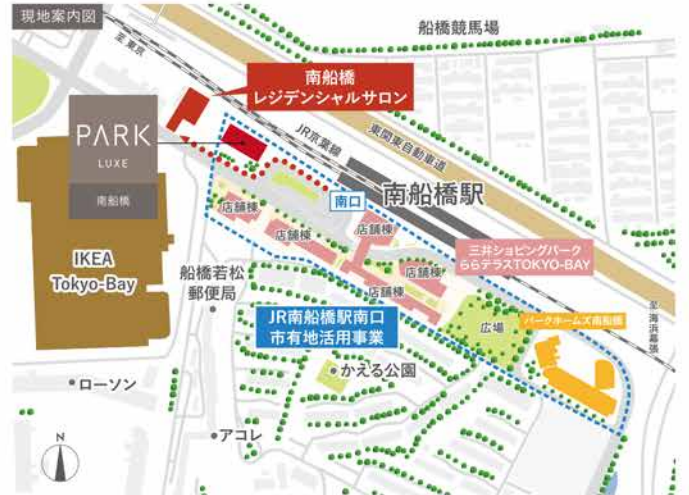 現地案内図
船橋競馬場
至東京
南船橋
レジデンシャルサロン
PARK
LUXE
南船橋
JR京葉線
東関東自動車道
南船橋駅
南口
店舗棟
店舗棟
店舗棟
店舗棟
三井ショッピングパーク
ららテラスTOKYO-BAY
IKEA
Tokyo-Bay
船橋若松
郵便局
JR南船橋駅南口
市有地活用事業
広場
パークホームズ南船橋
至海浜幕張
かえる公園
ローソン
アコレ
N